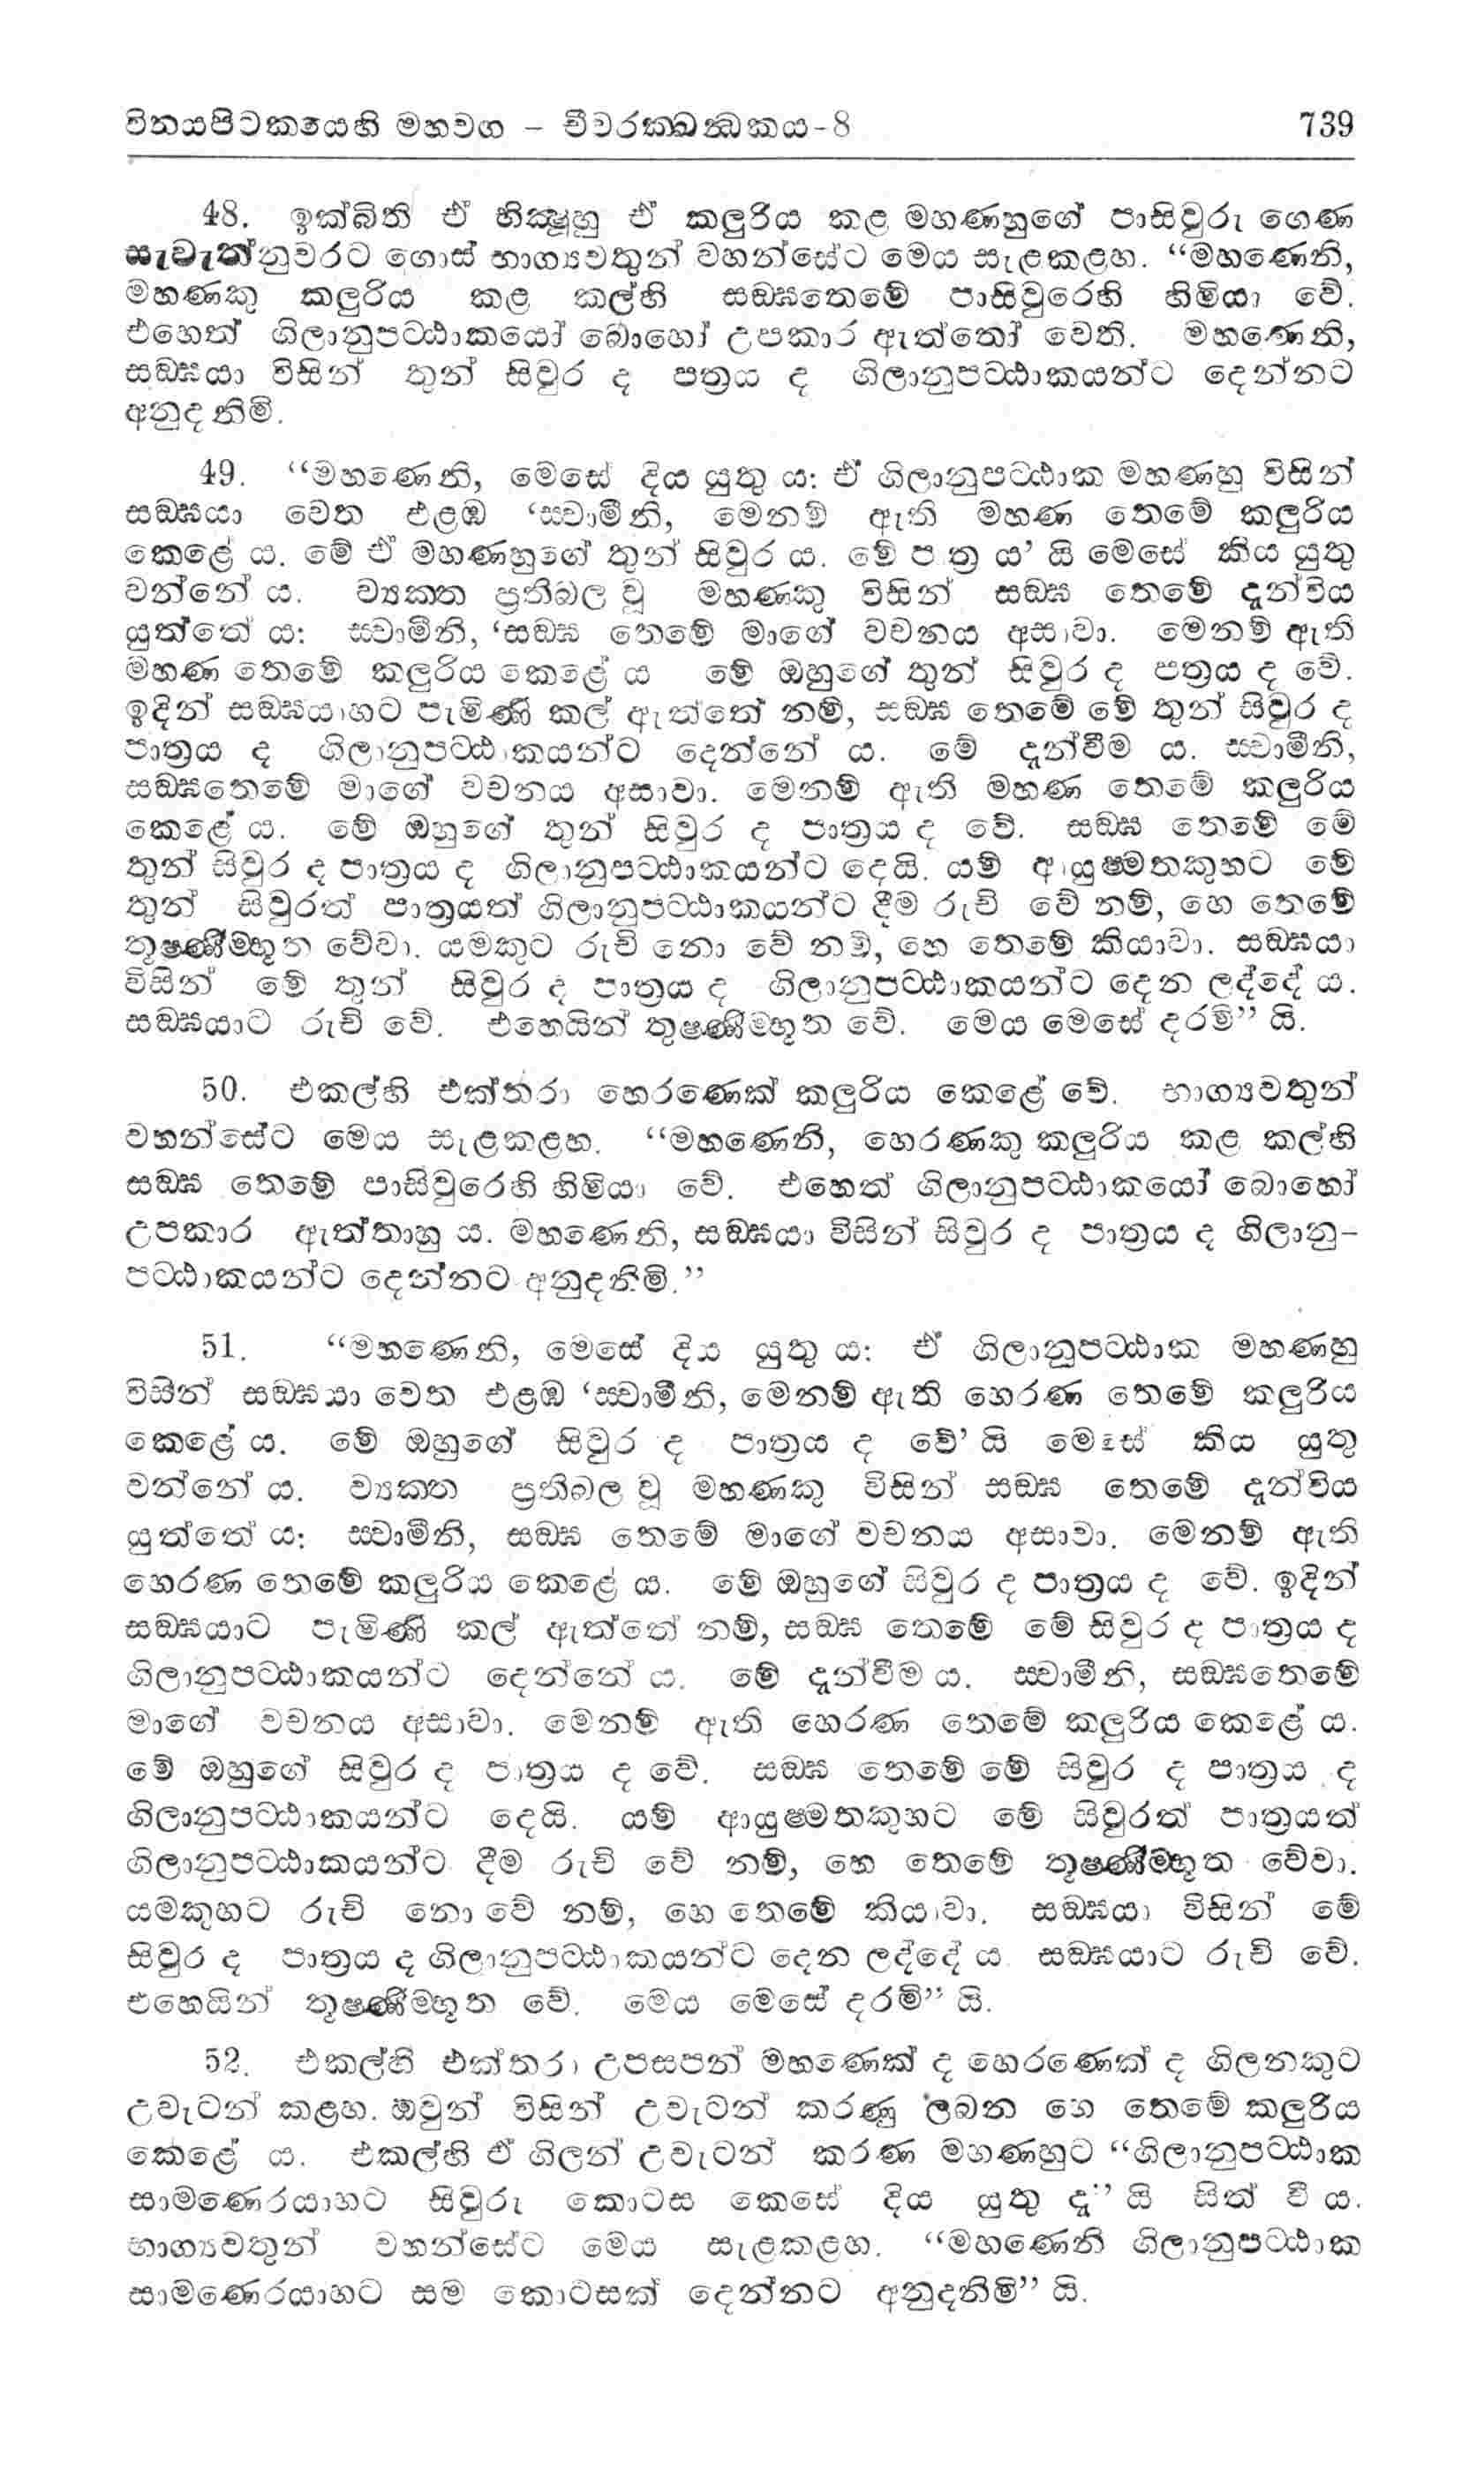 විනයපිටකයෙහි මහවග – චීවරක්ඛන්ධකය-8 739
48. ඉක්බිති ඒ භික්ෂූහු ඒ කලුරිය කළ මහණහුගේ පාසිවුරු ගෙණ
සැවැත්නුවරට ගොස් භාග්‍යවතුන් වහන්සේට මෙය සැළකළහ. “මහණෙනි,
මහණකු කලුරිය කළ කල්හි සඞ්ඝතෙමේ පාසිවුරෙහි හිමියා වේ.
එහෙත් ගිලානුපට්ඨාකයෝ බොහෝ උපකාර ඇත්තෝ වෙති. මහණෙනි,
සඞ්ඝයා විසින් තුන් සිවුර ද පත්‍රය ද ගිලානුපට්ඨාකයන්ට දෙන්නට
අනුදනිමි.
49. “මහණෙනි, මෙසේ දිය යුතු ය: ඒ ගිලානුපට්ඨාක මහණහු විසින්
සඞ්ඝයා වෙත එළඹ ‘ස්වාමීනි, මෙනම් ඇති මහණ තෙමේ කලුරිය
කෙළේ ය. මේ ඒ මහණහුගේ තුන් සිවුර ය. මේ පත්‍ර ය’ යි මෙසේ කිය යුතු
වන්නේ ය. ව්‍යක්ත ප්‍රතිබල වූ මහණකු විසින් සඞ්ඝ තෙමේ දැන්විය
යුත්තේ ය: ස්වාමීනි, ‘සඞ්ඝ තෙමේ මාගේ වචනය අසාවා. මෙනම් ඇති
මහණ තෙමේ කලුරිය කෙළේ ය මේ ඔහුගේ තුන් සිවුර ද පත්‍රය ද වේ.
ඉදින් සඞ්ඝයාහට පැමිණි කල් ඇත්තේ නම්, සඞ්ඝ තෙමේ මේ තුන් සිවුර ද
පාත්‍රය ද ගිලානුපට්ඨාකයන්ට දෙන්නේ ය. මේ දැන්වීම ය. ස්වාමීනි,
සඞ්ඝතෙමේ මාගේ වචනය අසාවා. මෙනම් ඇති මහණ තෙමේ කලුරිය
කෙළේ ය. මේ ඔහුගේ තුන් සිවුර ද පාත්‍රය ද වේ. සඞ්ඝ තෙමේ මේ
තුන් සිවුර ද පාත්‍රය ද ගිලානුපට්ඨාකයන්ට දෙයි. යම් ආයුෂ්මතකුහට මේ
තුන් සිවුරත් පාත්‍රයත් ගිලානුපට්ඨාකයන්ට දීම රුචි වේ නම්, හෙ තෙමේ
තූෂ්ණීම්භූත වේවා. යමකුට රුචි නො වේ නම්, හෙ තෙමේ කියාවා. සඞ්ඝයා
විසින් මේ තුන් සිවුර ද පාත්‍රය ද ගිලානුපට්ඨාකයන්ට දෙන ලද්දේ ය.
සඞ්ඝයාට රුචි වේ. එහෙයින් තුෂ්ණීම්භූත වේ. මෙය මෙසේ දරමි” යි.
50. එකල්හි එක්තරා හෙරණෙක් කලුරිය කෙළේ වේ. භාග්‍යවතුන්
වහන්සේට මෙය සැළකළහ. “මහණෙනි, හෙරණකු කලුරිය කළ කල්හි
සඞ්ඝ තෙමේ පාසිවුරෙහි හිමියා වේ. එහෙත් ගිලානුපට්ඨාකයෝ බොහෝ
උපකාර ඇත්තාහු ය. මහණෙනි, සඞ්ඝයා විසින් සිවුර ද පාත්‍රය ද ගිලානු-
පට්ඨාකයන්ට දෙන්නට අනුදනිමි.”
51. “මහණෙනි, මෙසේ දිය යුතු ය: ඒ ගිලානුපට්ඨාක මහණහු
විසින් සඞ්ඝයා වෙත එළඹ ‘ස්වාමීනි, මෙනම් ඇති හෙරණ තෙමේ කලුරිය
කෙළේ ය. මේ ඔහුගේ සිවුර ද පාත්‍රය ද වේ’ යි මෙසේ කිය යුතු
වන්නේ ය. ව්‍යක්ත ප්‍රතිබල වූ මහණකු විසින් සඞ්ඝ තෙමේ දැන්විය
යුත්තේ ය: ස්වාමීනි, සඞ්ඝ තෙමේ මාගේ වචනය අසාවා. මෙනම් ඇති
හෙරණ තෙමේ කලුරිය කෙළේ ය. මේ ඔහුගේ සිවුර ද පාත්‍රය ද වේ. ඉදින්
සඞ්ඝයාට පැමිණි කල් ඇත්තේ නම්, සඞ්ඝ තෙමේ මේ සිවුර ද පාත්‍රය ද
ගිලානුපට්ඨාකයන්ට දෙන්නේ ය. මේ දැන්වීම ය. ස්වාමීනි, සඞ්ඝතෙමේ
මාගේ වචනය අසාවා. මෙනම් ඇති හෙරණ තෙමේ කලුරිය කෙළේ ය.
මේ ඔහුගේ සිවුර ද පාත්‍රය ද වේ. සඞ්ඝ තෙමේ මේ සිවුර ද පාත්‍රය ද
ගිලානුපට්ඨාකයන්ට දෙයි. යම් ආයුෂ්මතකුහට මේ සිවුරත් පාත්‍රයත්
ගිලානුපට්ඨාකයන්ට දීම රුචි වේ නම්, හෙ තෙමේ තූෂ්ණීම්භූත වේවා.
යමකුහට රුචි නො වේ නම්, හෙ තෙමේ කියාවා. සඞ්ඝයා විසින් මේ
සිවුර ද පාත්‍රය ද ගිලානුපට්ඨාකයන්ට දෙන ලද්දේ ය. සඞ්ඝයාට රුචි වේ.
එහෙයින් තූෂ්ණීම්භූත වේ. මෙය මෙසේ දරමි” යි.
52. එකල්හි එක්තරා උපසපන් මහණෙක් ද හෙරණෙක් ද ගිලනකුට
උවැටන් කළහ. ඔවුන් විසින් උවැටන් කරණු ලබන හෙ තෙමේ කලුරිය
කෙළේ ය. එකල්හි ඒ ගිලන් උවැටන් කරණ මහණහුට “ගිලානුපට්ඨාක
සාමණෙරයාහට සිවුරු කොටස කෙසේ දිය යුතු දැ” යි සිත් වී ය.
භාග්‍යවතුන් වහන්සේට මෙය සැළකළහ. “මහණෙනි ගිලානුපට්ඨාක
සාමණෙරයාහට සම කොටසක් දෙන්නට අනුදනිමි” යි.